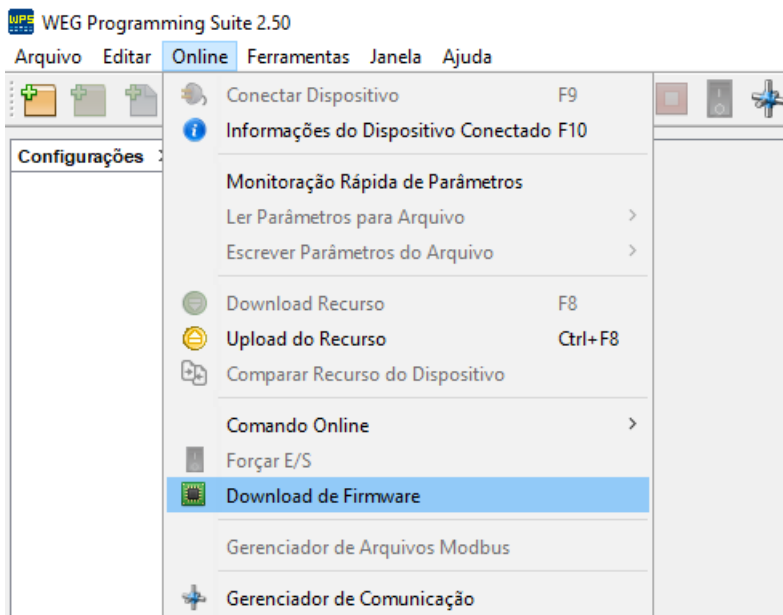 WPS WEG Programming Suite 2.50
Arquivo Editar Online Ferramentas Janela Ajuda
Configurações
Conectar Dispositivo F9
Informações do Dispositivo Conectado F10
Monitoração Rápida de Parâmetros
Ler Parâmetros para Arquivo
Escrever Parâmetros do Arquivo
Download Recurso F8
Upload do Recurso Ctrl+F8
Comparar Recurso do Dispositivo
Comando Online
Forçar E/S
Download de Firmware
Gerenciador de Arquivos Modbus
Gerenciador de Comunicação